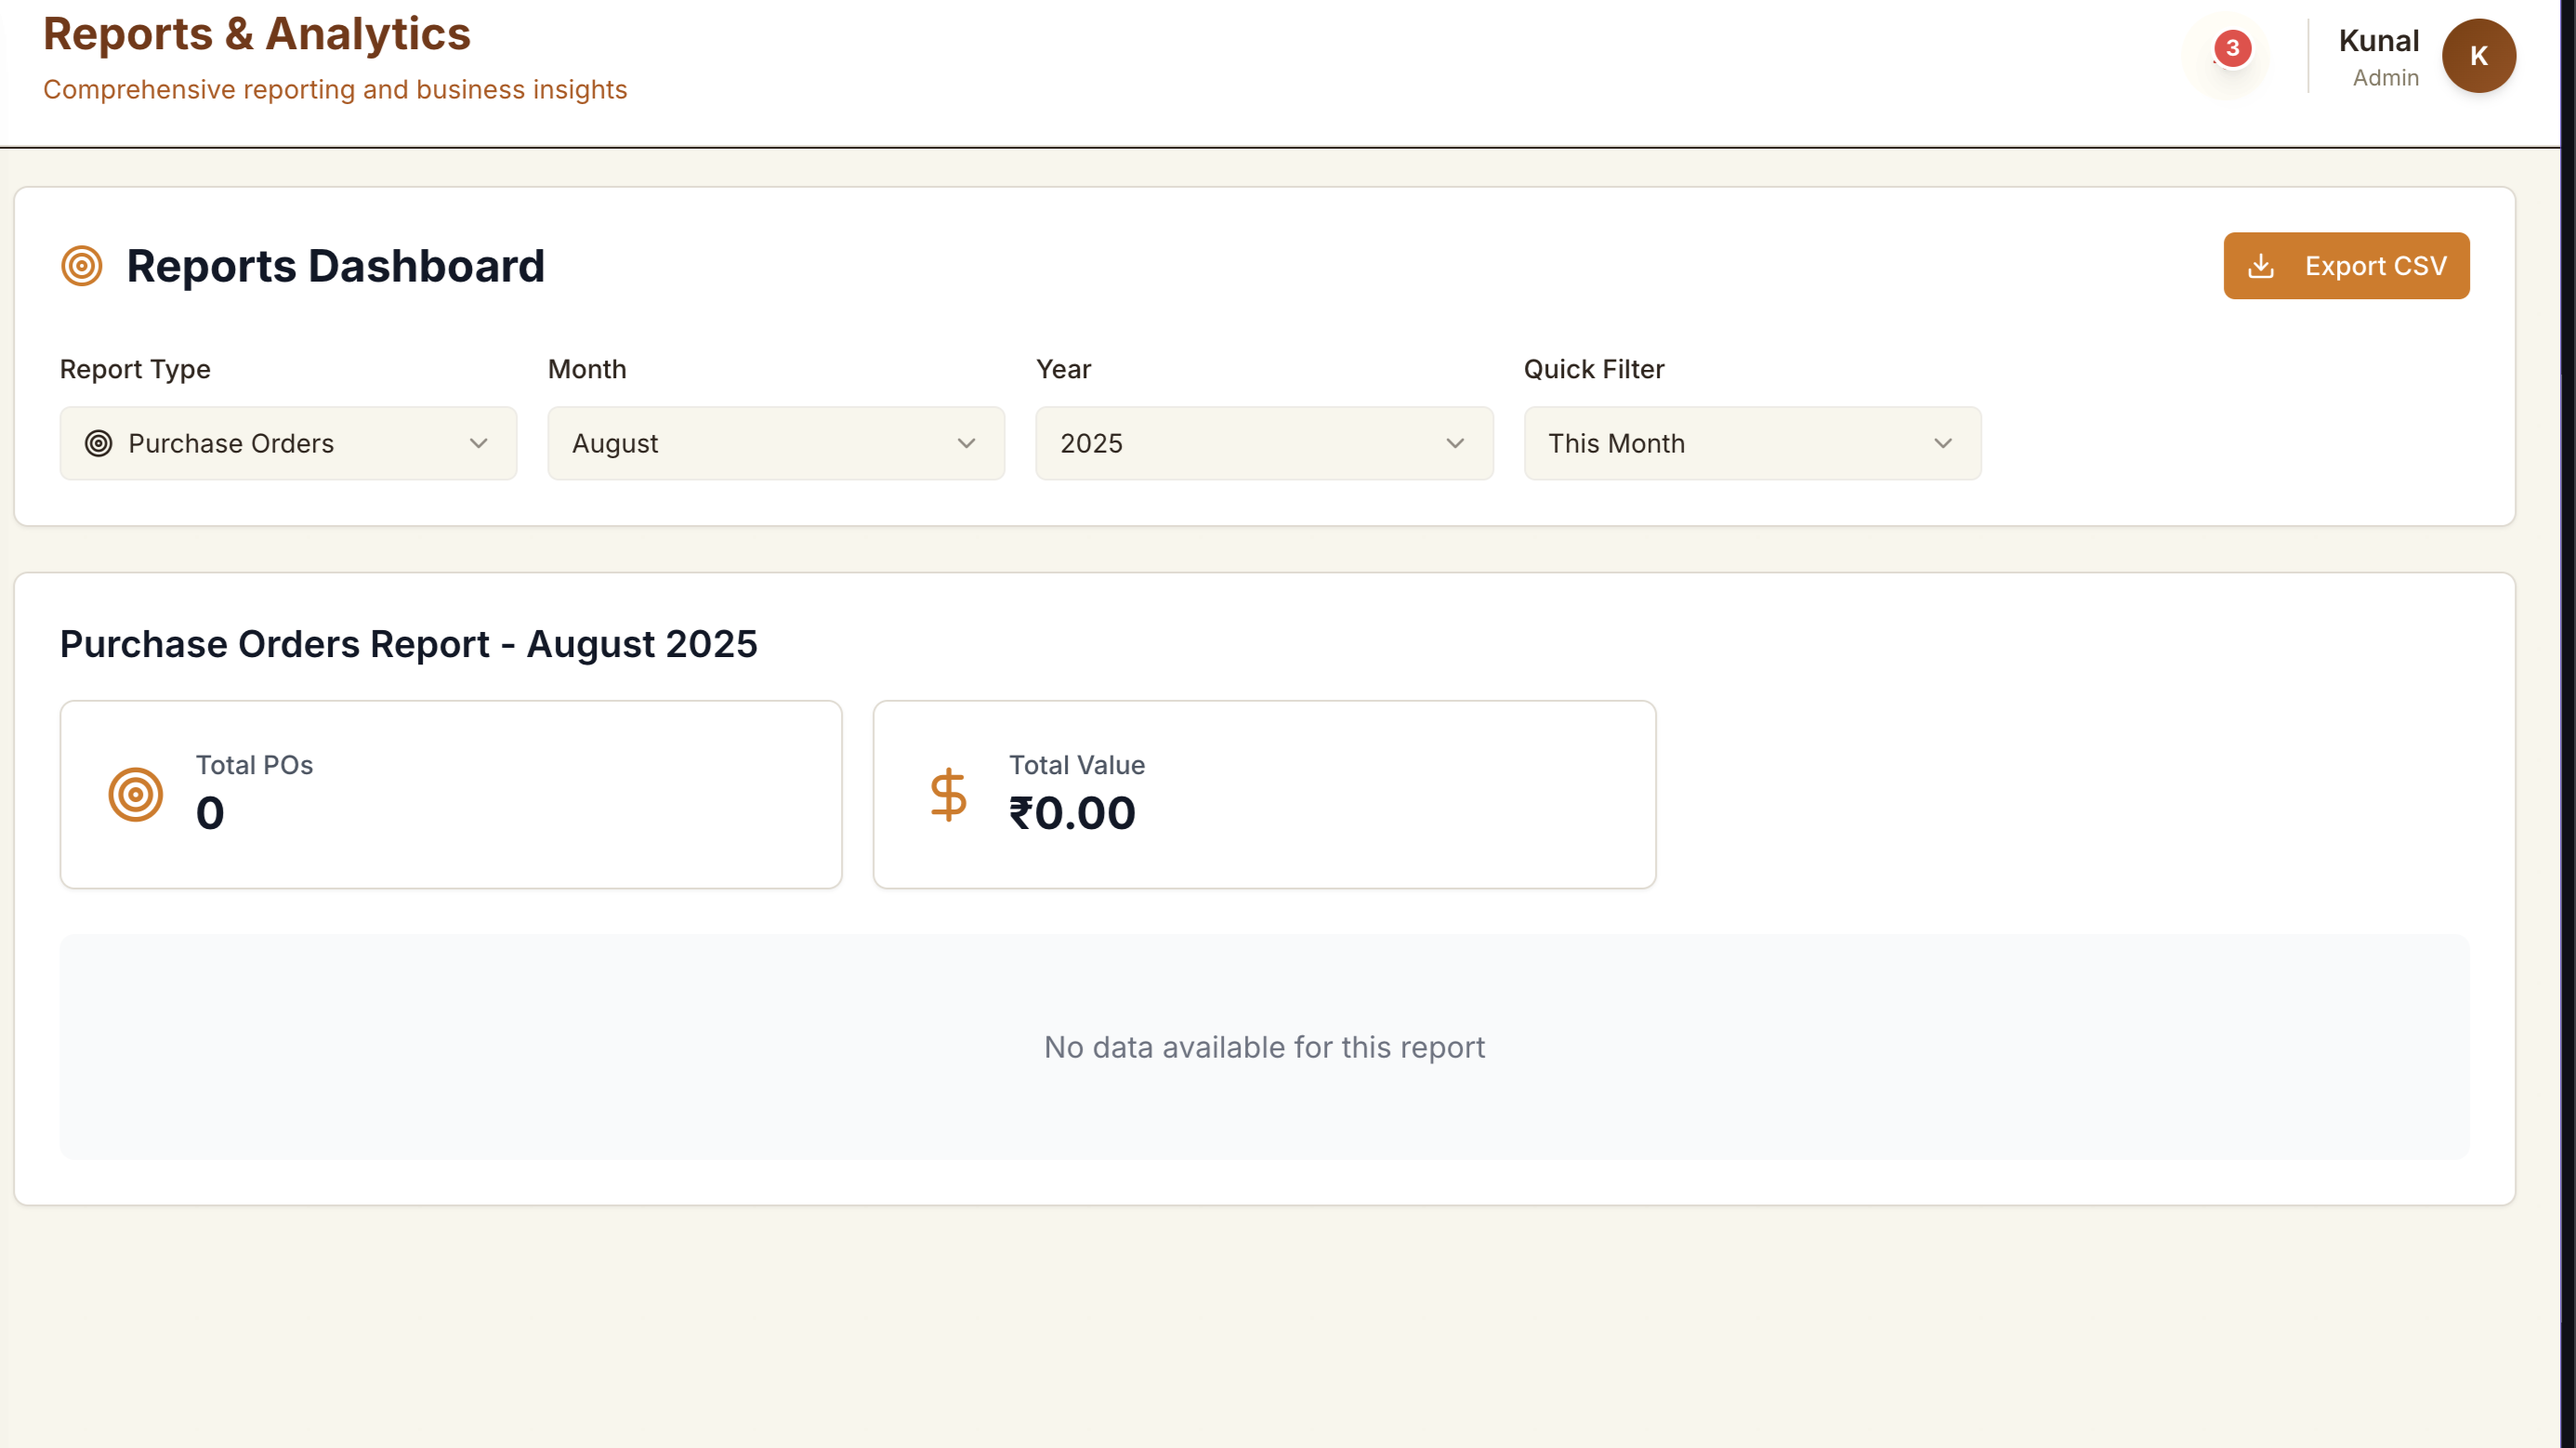 Reports & Analytics
Comprehensive reporting and business insights
3
Kunal
Admin
K
Reports Dashboard
Export CSV
Report Type
Month
Year
Quick Filter
Purchase Orders
August
2025
This Month
Purchase Orders Report - August 2025
Total POs
0
Total Value
₹0.00
No data available for this report